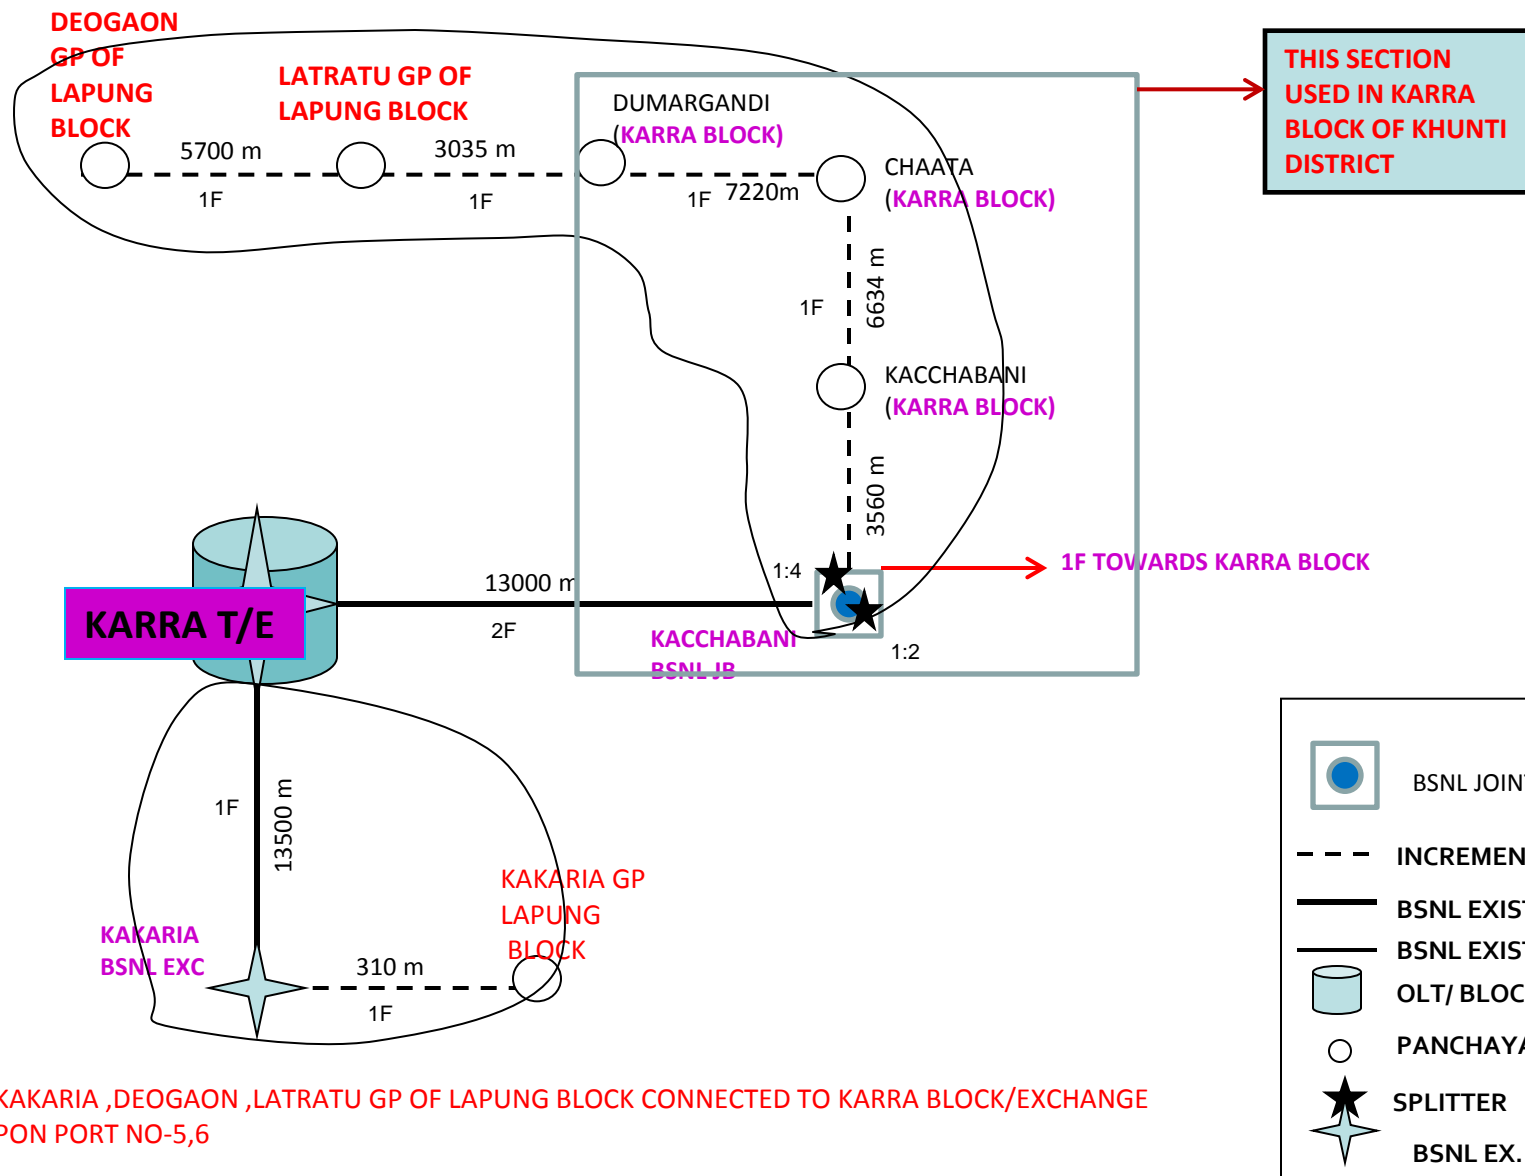 DEOGAON
GP OF
LAPUNG
BLOCK
LATRATU GP OF
LAPUNG BLOCK
DUMARGANDI
(KARRA BLOCK)
THIS SECTION
USED IN KARRA
BLOCK OF KHUNTI
DISTRICT
5700 m
1F
3035 m
1F
1F
7220m
CHAATA
(KARRA BLOCK)
1F
6634 m
KACCHABANI
(KARRA BLOCK)
3560 m
1:4
1F TOWARDS KARRA BLOCK
13000 m
2F
KARRA T/E
KACCHABANI
BSNL JB
1:2
1F
13500 m
KAKARIA GP
LAPUNG
BLOCK
KAKARIA
BSNL EXC
310 m
1F
BSNL JOIN
INCREMEN
BSNL EXIST
BSNL EXIST
OLT/ BLOC
PANCHAYA
SPLITTER
BSNL EX.
KAKARIA ,DEOGAON ,LATRATU GP OF LAPUNG BLOCK CONNECTED TO KARRA BLOCK/EXCHANGE
PON PORT NO-5,6